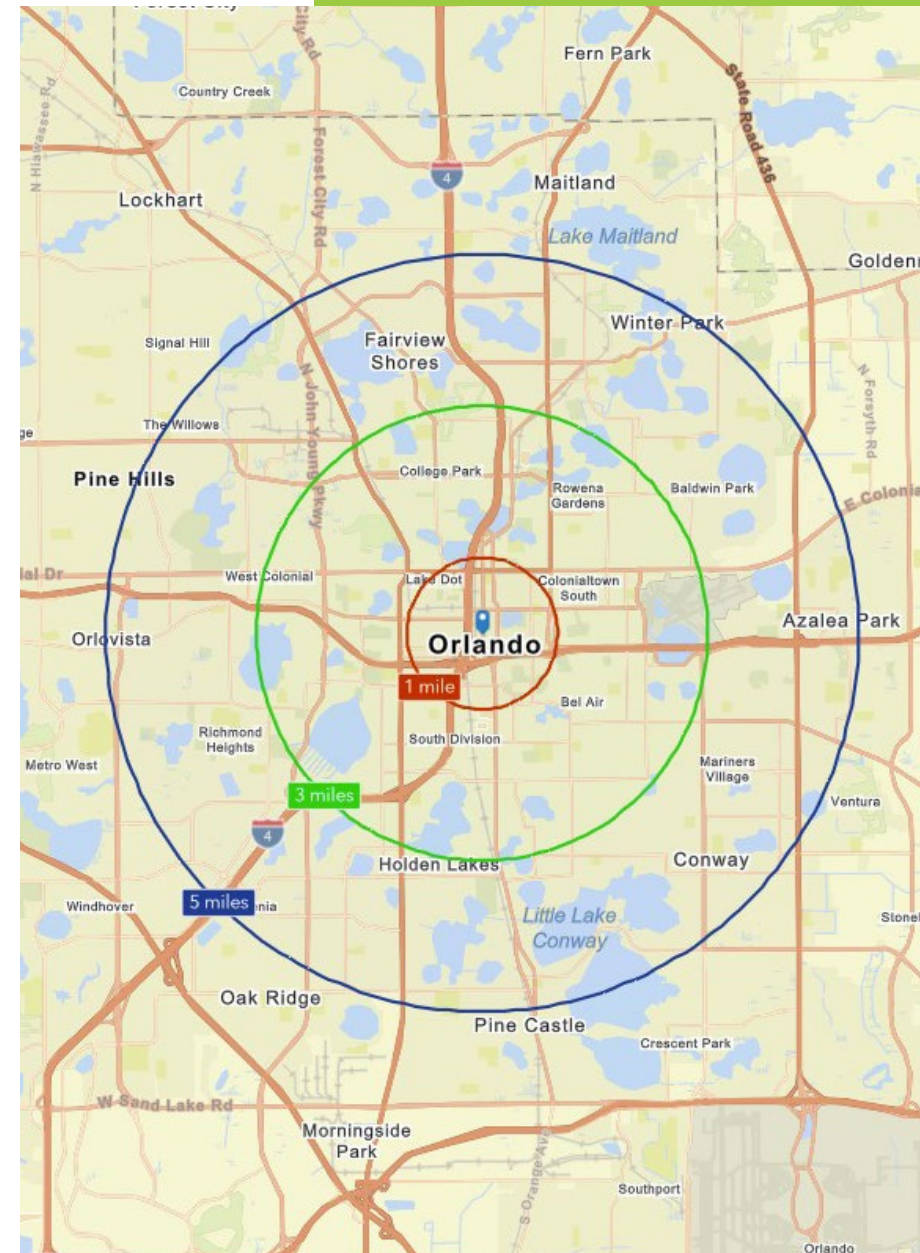 City Rd
Fern Park
State Road 436
Country Creek
N Hiawassee Rd
Forest City Rd
4
Maitland
Lockhart
Lake Maitland
Winter Park
Fairview
Shores
Signal Hill
N John Young Pkwy
N Forsyth Rd
The Willows
Pine Hills
College Park
Rowena
Gardens
Baldwin Park
E Colonia
West Colonial
Lake Dot
Colonialtown
South
Orlovista
Orlando
Azalea Park
1 mile
Bel Air
Richmond
Heights
South Division
Metro West
Mariners
Village
3 miles
Ventura
4
Holden Lakes
Conway
5 miles
enia
Windhover
Little Lake
Conway
Oak Ridge
Pine Castle
Crescent Park
W Sand Lake Rd
Morningside
Park
S Orange Ave
Southport
Orlando